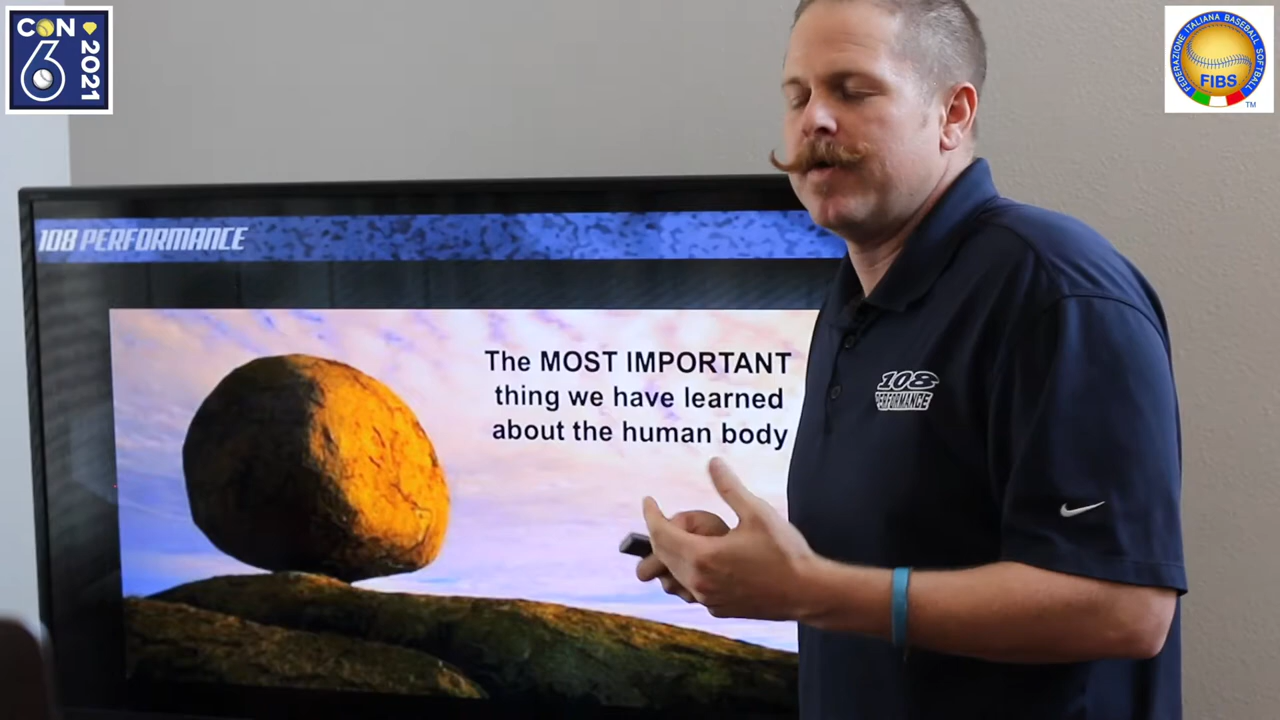 CON
6
2021
FEDERAZIONE ITALIANA BASEBALL SOFTBALL
FIBS
TM
108 PERFORMANCE
The MOST IMPORTANT
thing we have learned
about the human body
108
PERFORMANCE